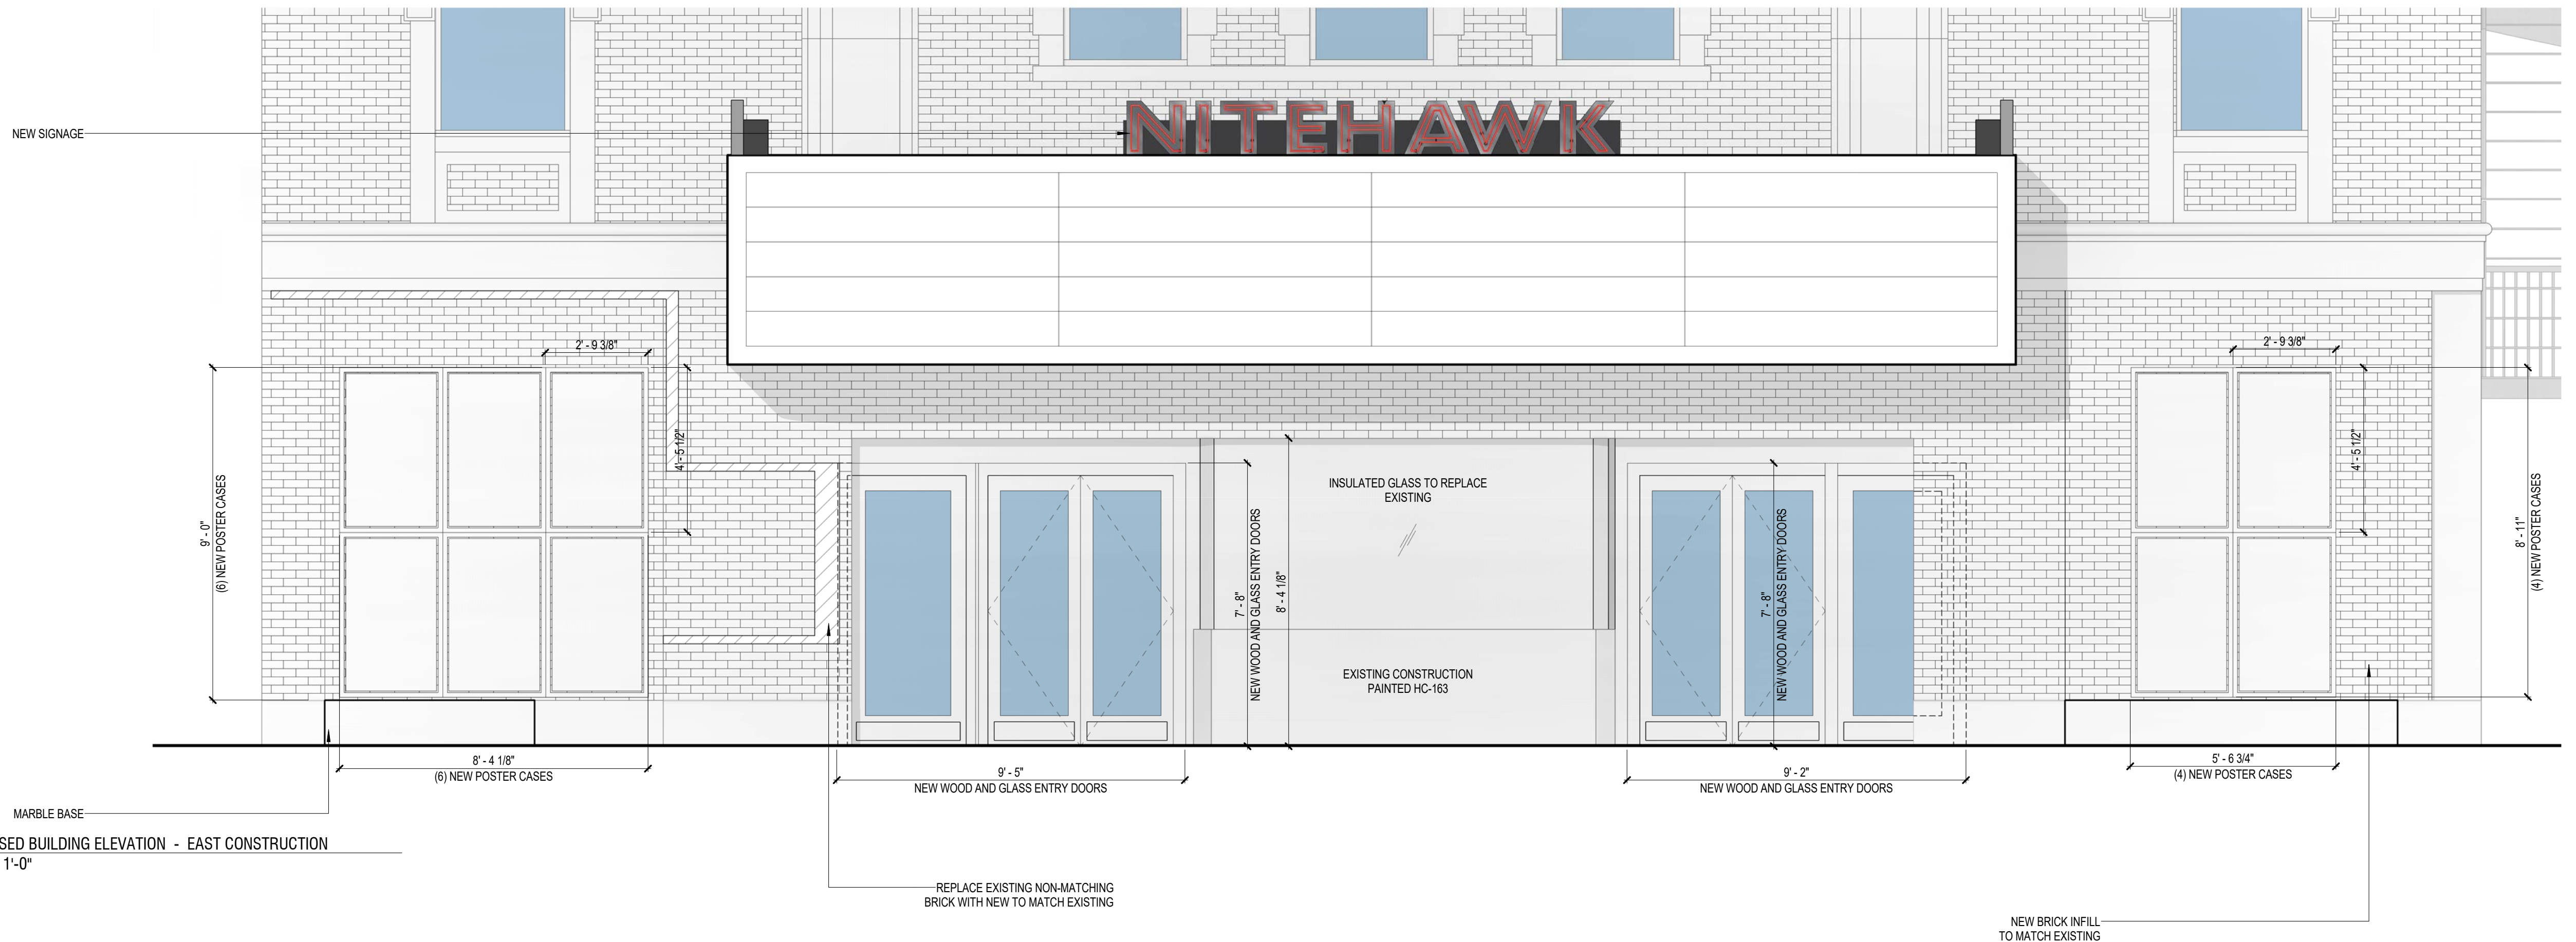 NITEHAWK
NEW SIGNAGE
2' - 9 3/8"
2' - 9 3/8"
4' - 5 1/2"
4' - 5 1/2"
9' - 0"
(6) NEW POSTER CASES
INSULATED GLASS TO REPLACE
EXISTING
7' - 8"
NEW WOOD AND GLASS ENTRY DOORS
8' - 4 1/8"
7' - 8"
NEW WOOD AND GLASS ENTRY DOORS
8' - 11"
(4) NEW POSTER CASES
EXISTING CONSTRUCTION
PAINTED HC-163
8' - 4 1/8"
(6) NEW POSTER CASES
9' - 5"
NEW WOOD AND GLASS ENTRY DOORS
9' - 2"
NEW WOOD AND GLASS ENTRY DOORS
5' - 6 3/4"
(4) NEW POSTER CASES
MARBLE BASE
SED BUILDING ELEVATION - EAST CONSTRUCTION
1'-0"
REPLACE EXISTING NON-MATCHING
BRICK WITH NEW TO MATCH EXISTING
NEW BRICK INFILL
TO MATCH EXISTING